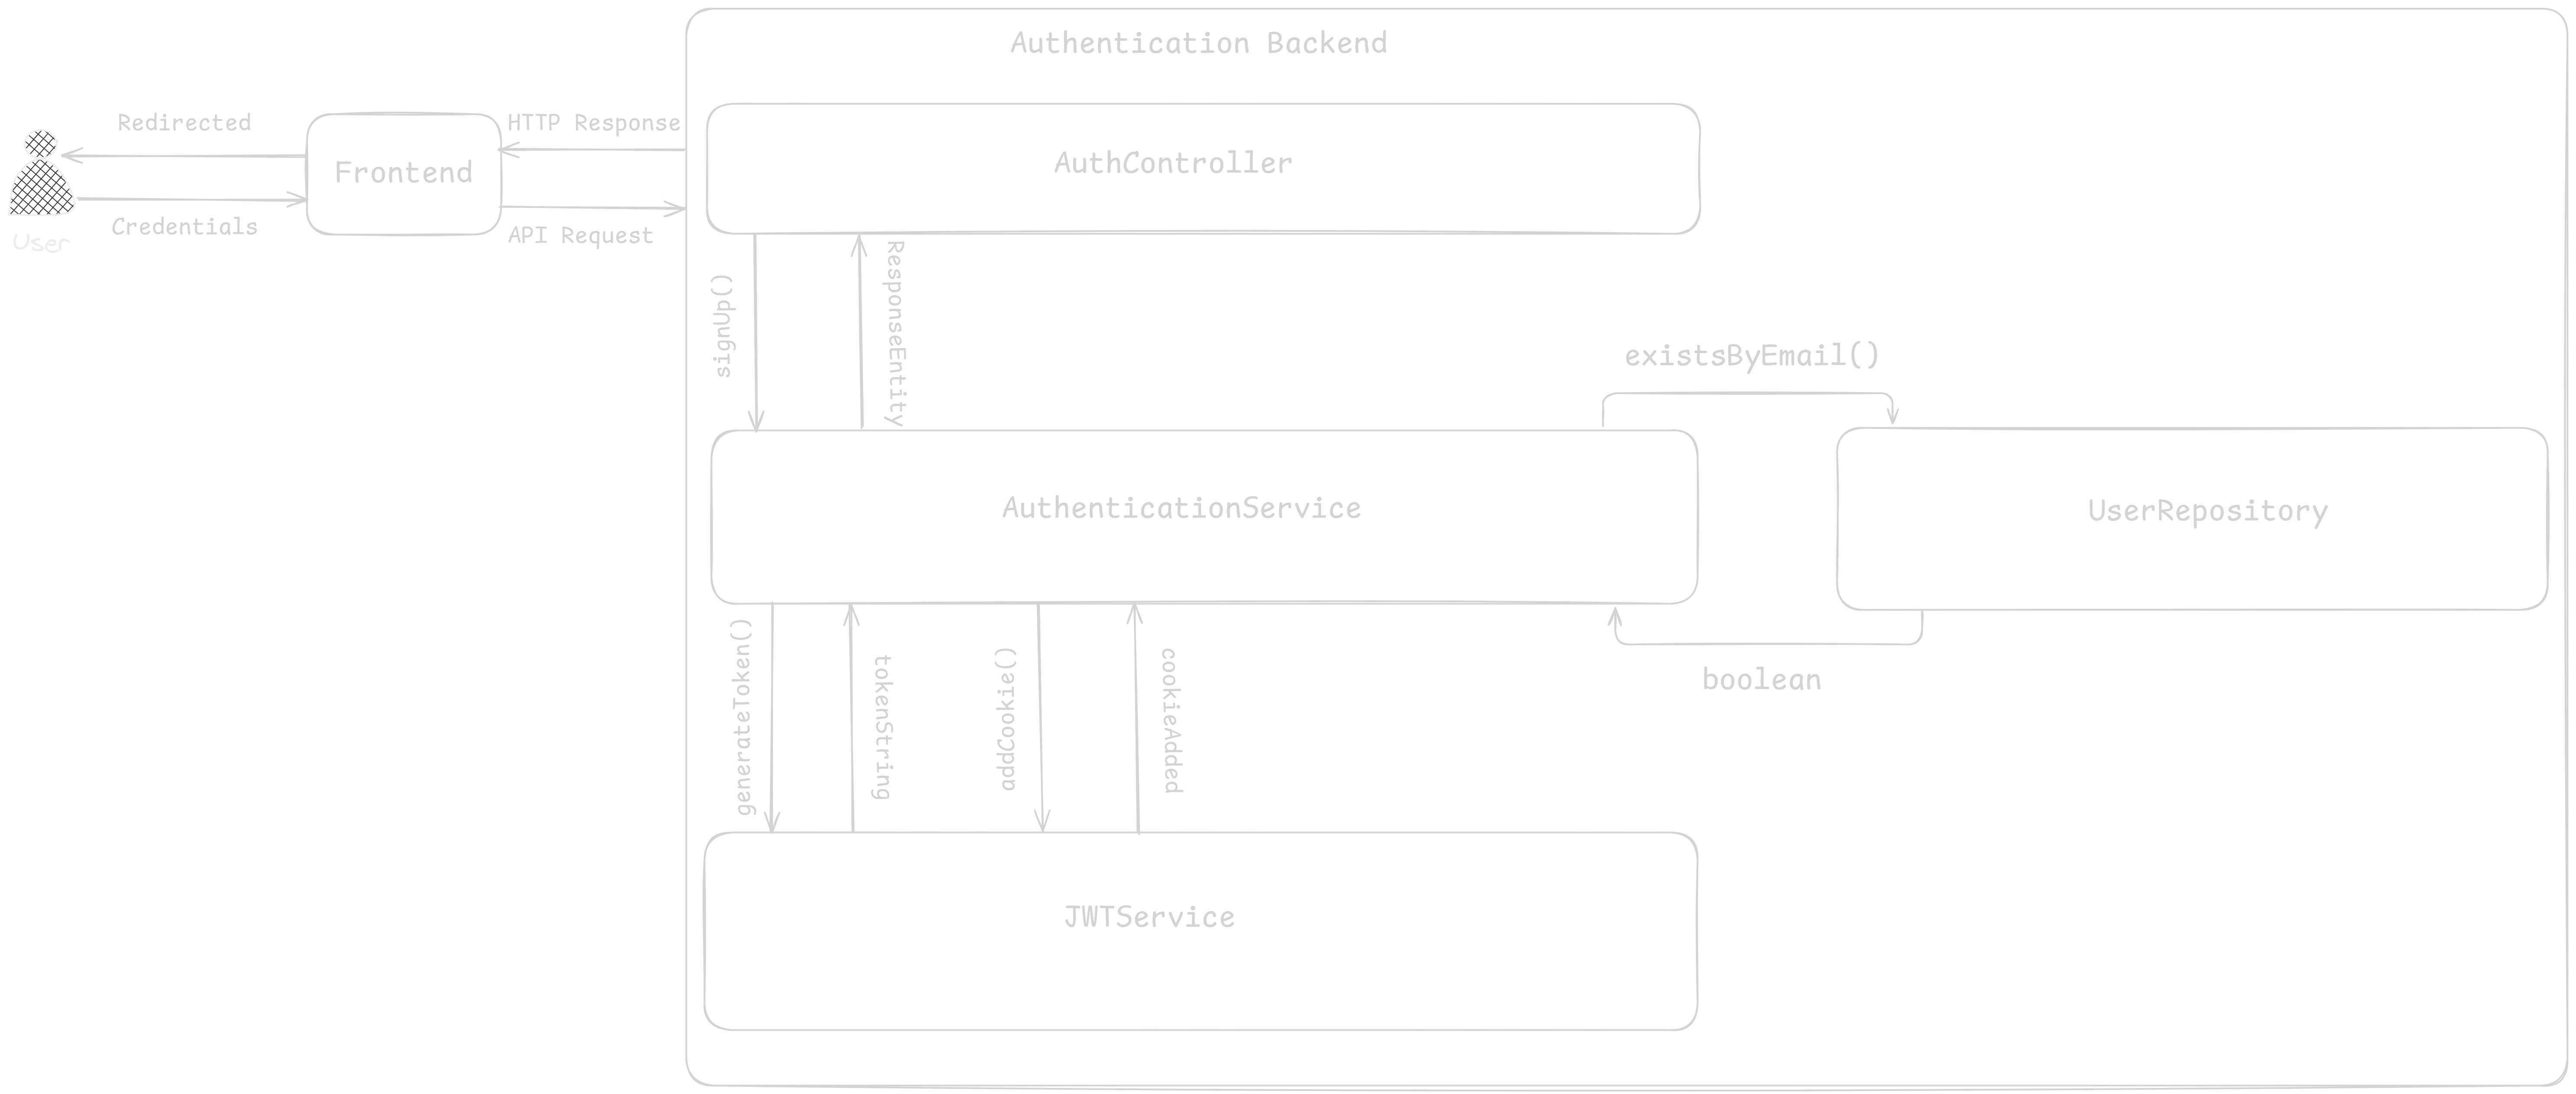 Authentication Backend
Redirected
HTTP Response
Frontend
AuthController
Credentials
API Request
User
signUp()
ResponseEntity
existsByEmail()
AuthenticationService
UserRepository
generateToken()
tokenString
addCookie()
cookieAdded
boolean
JWTService